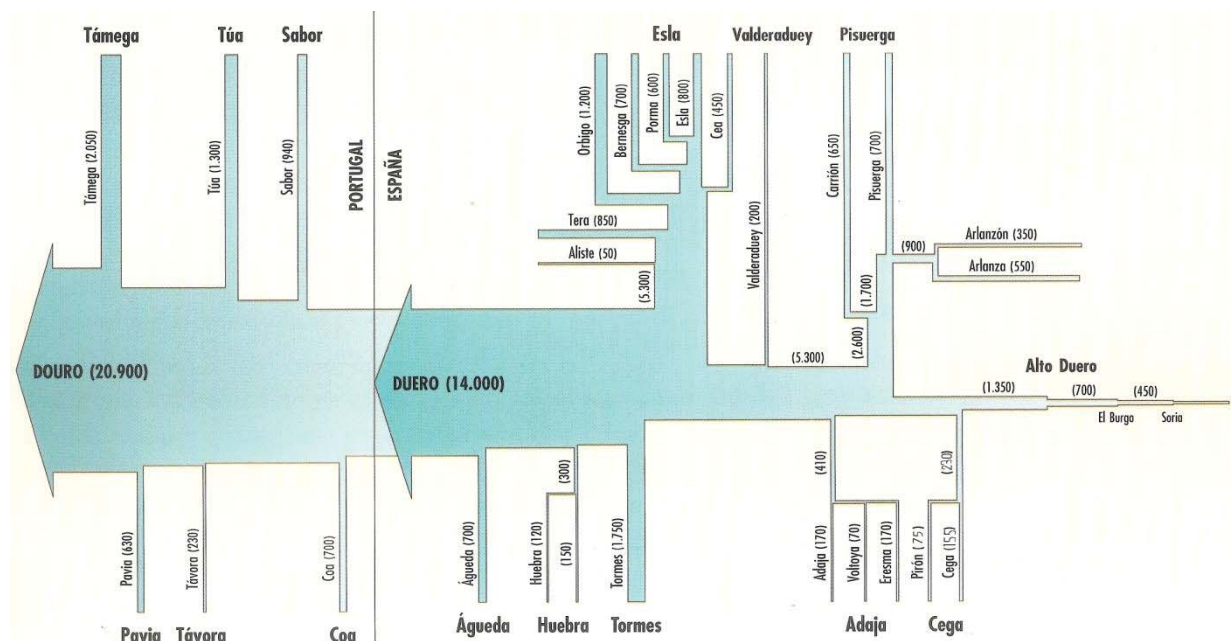 Támega
Túa
Sabor
Esla
Valderaduey
Pisuerga
Támega (2.050)
Túa (1.300)
Sabor (940)
PORTUGAL
ESPAÑA
Orbigo (1.200)
Bernesga (700)
Porma (600)
Esla (800)
Cea (450)
Valderaduey (200)
Carrión (650)
Pisuerga (700)
Tera (850)
Aliste (50)
(5.300)
(900)
Arlanzón (350)
Arlanza (550)
(1.700)
(2.600)
(5.300)
DOURO (20.900)
DUERO (14.000)
Alto Duero
(1.350)
(700)
(450)
El Burgo
Soria
Pavia (630)
Távora (230)
Coa (700)
Águeda (700)
Huebra (120)
(150)
(300)
Tormes (1.750)
(410)
(230)
Adaja (170)
Voltoya (70)
Eresma (170)
Pirón (75)
Cega (155)
Pavia
Távora
Coa
Águeda
Huebra
Tormes
Adaja
Cega